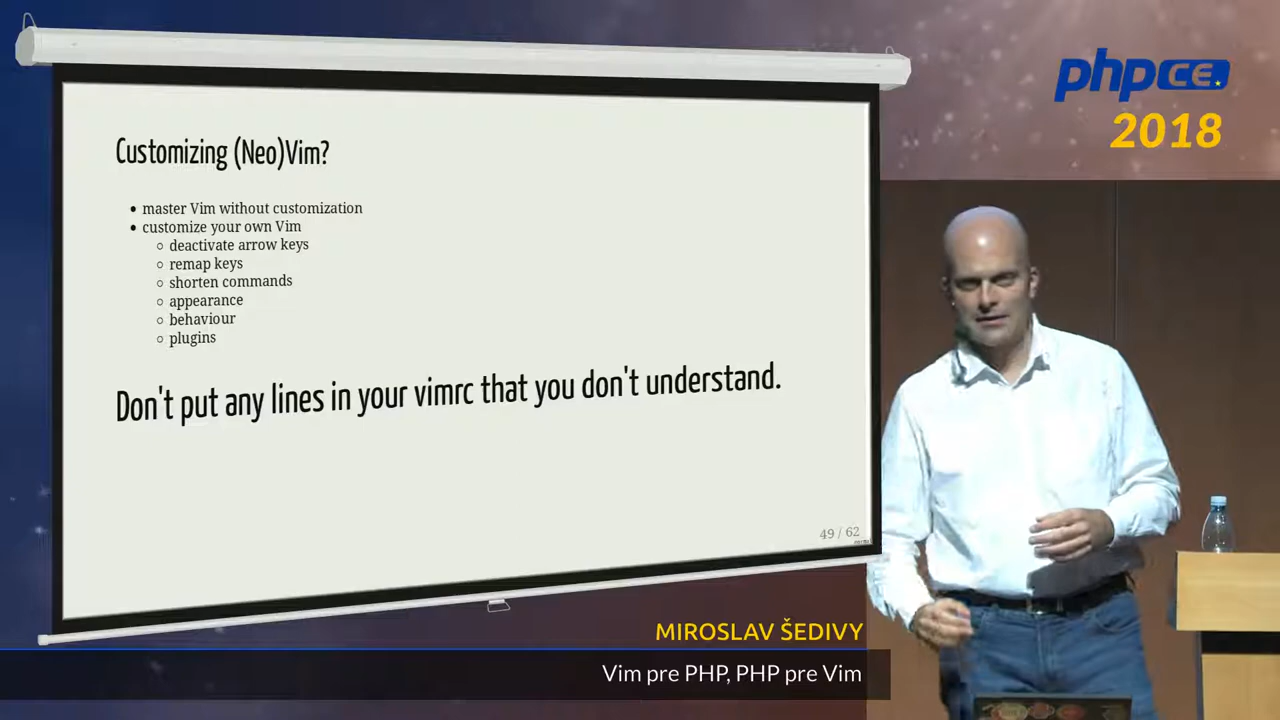 Customizing (Neo)Vim?
• master Vim without customization
• customize your own Vim
○ deactivate arrow keys
○ remap keys
○ shorten commands
○ appearance
○ behaviour
○ plugins
Don't put any lines in your vimrc that you don't understand.
49 / 62
phpCE
2018
MIROSLAV ŠEDIVY
Vim pre PHP, PHP pre Vim